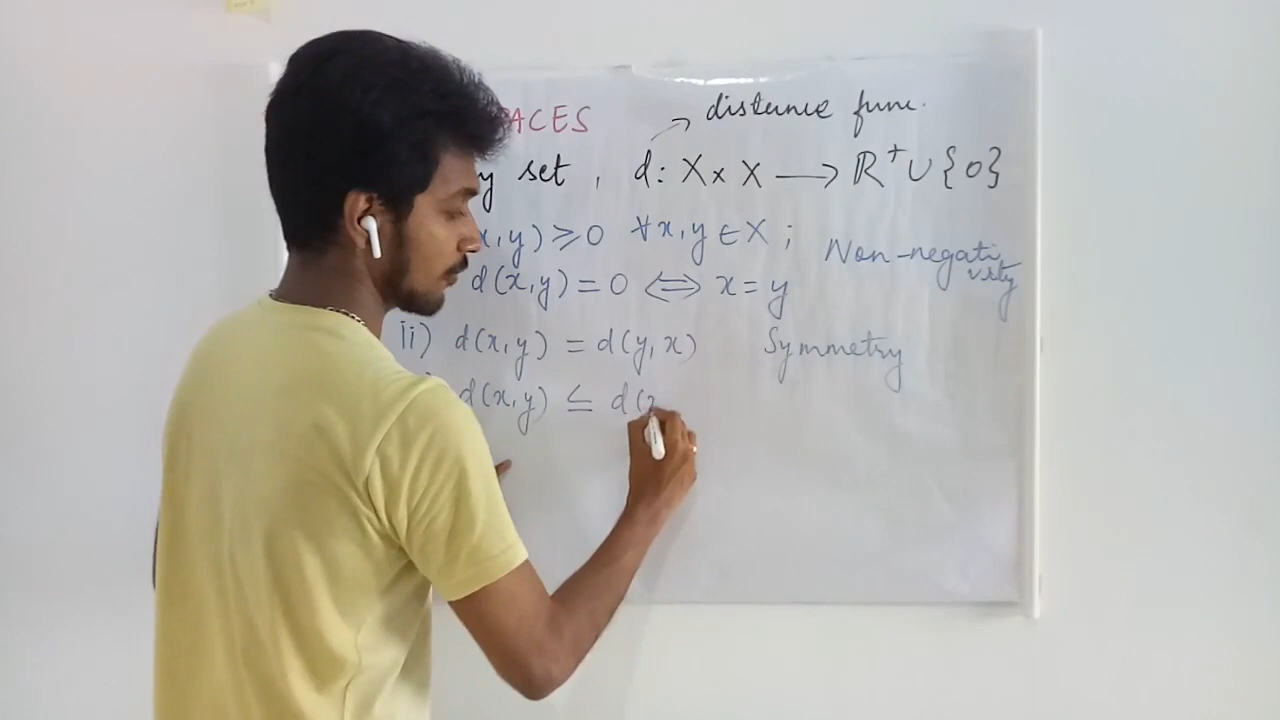 ACES
distance func.
y set , d: X × X ⟶ ℝ⁺ ∪ {0}
x,y) ⩾ 0 ∀ x,y ∈ X ; Non-negativity
d(x,y) = 0 ⟺ x = y
ii) d(x,y) = d(y,x) Symmetry
) d(x,y) ≤ d(x